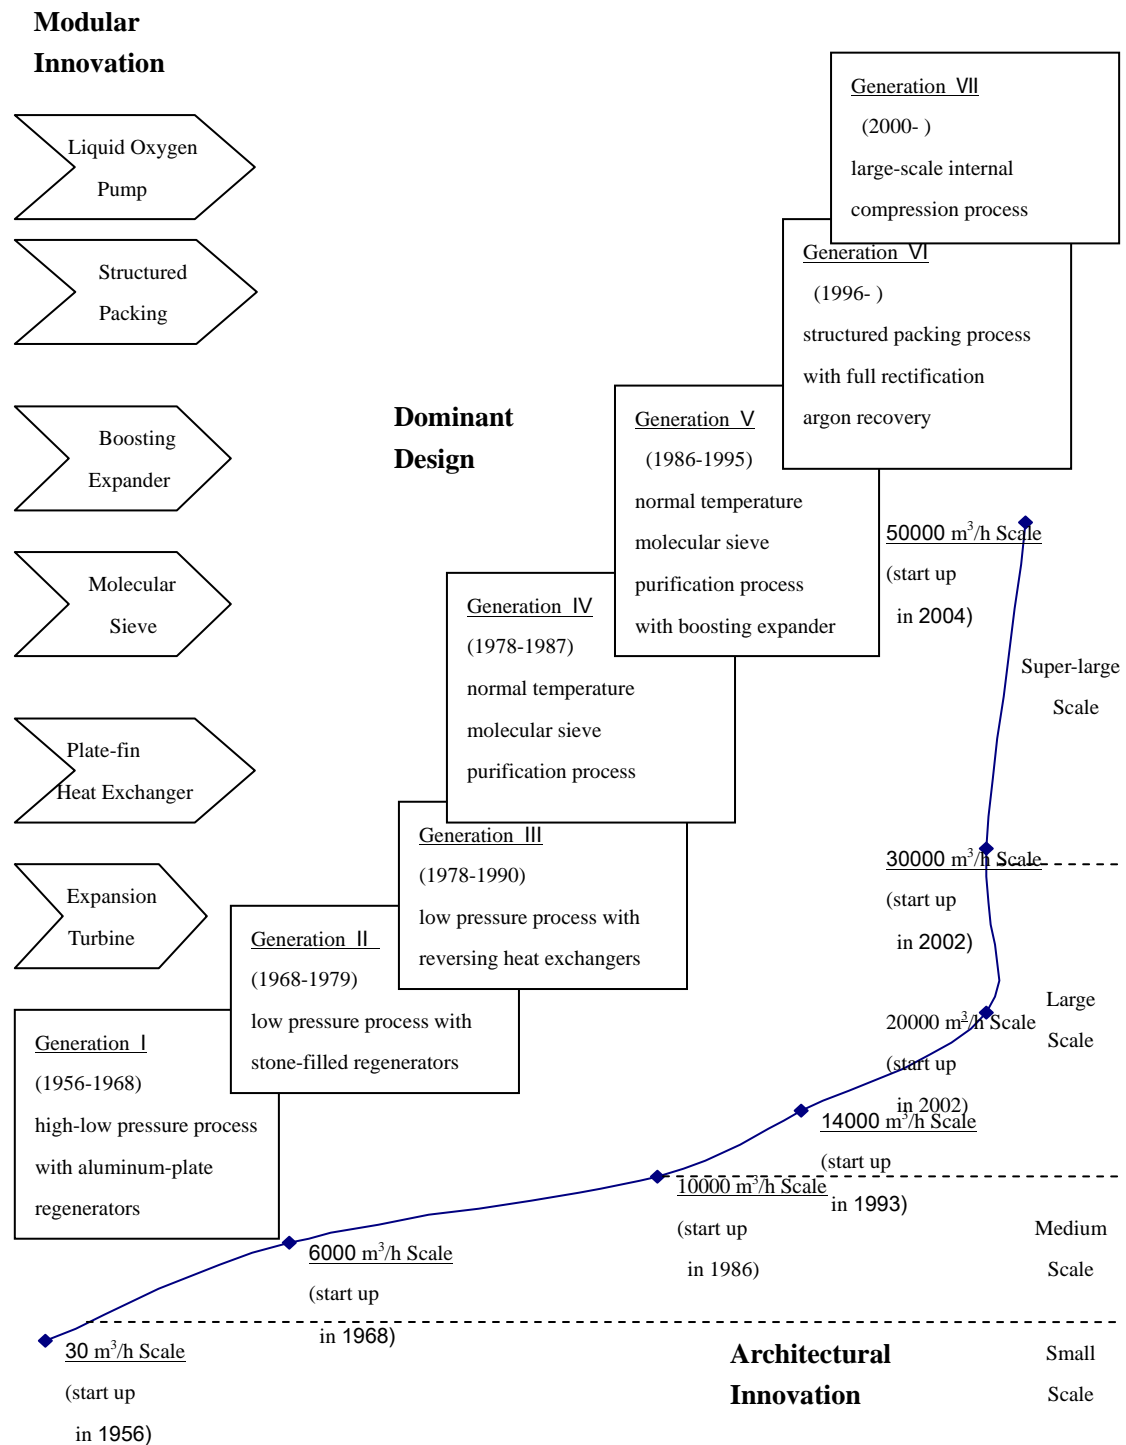 Modular
Innovation
Liquid Oxygen
Pump
Structured
Packing
Boosting
Expander
Molecular
Sieve
Plate-fin
Heat Exchanger
Expansion
Turbine
Dominant
Design
Generation Ⅶ
(2000- )
large-scale internal
compression process
Generation Ⅵ
(1996- )
structured packing process
with full rectification
argon recovery
Generation Ⅴ
(1986-1995)
normal temperature
molecular sieve
purification process
with boosting expander
Generation Ⅳ
(1978-1987)
normal temperature
molecular sieve
purification process
Generation Ⅲ
(1978-1990)
low pressure process with
reversing heat exchangers
Generation Ⅱ
(1968-1979)
low pressure process with
stone-filled regenerators
Generation Ⅰ
(1956-1968)
high-low pressure process
with aluminum-plate
regenerators
50000 m³/h Scale
(start up
in 2004)
Super-large
Scale
30000 m³/h Scale
(start up
in 2002)
Large
Scale
20000 m³/h Scale
(start up
in 2002)
14000 m³/h Scale
(start up
in 1993)
10000 m³/h Scale
(start up
in 1986)
Medium
Scale
6000 m³/h Scale
(start up
in 1968)
30 m³/h Scale
(start up
in 1956)
Architectural
Innovation
Small
Scale